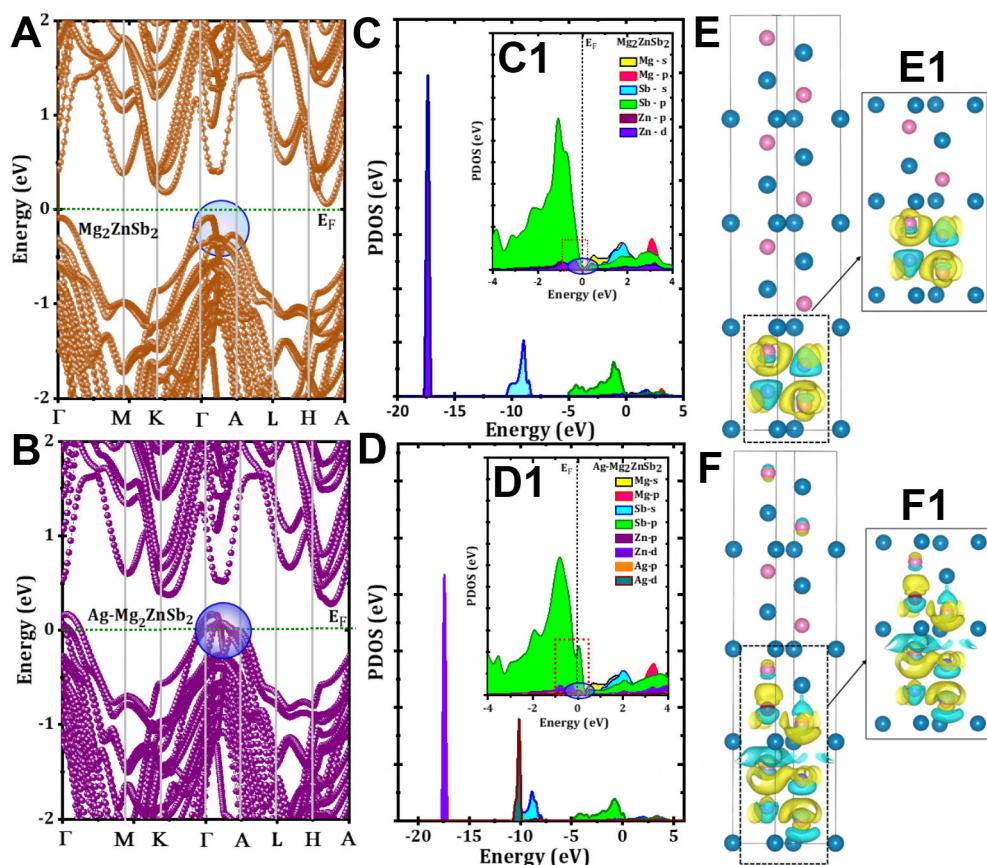 A
Energy (eV)
2
1
0
-1
-2
Mg₂ZnSb₂
E_F
Γ M K Γ A L H A
B
Energy (eV)
2
1
0
-1
-2
Ag-Mg₂ZnSb₂
E_F
Γ M K Γ A L H A
C
PDOS (eV)
-20 -15 -10 -5 0 5
Energy (eV)
C1
E_F
Mg₂ZnSb₂
Mg - s
Mg - p
Sb - s
Sb - p
Zn - p
Zn - d
PDOS (eV)
-4 -2 0 2 4
Energy (eV)
D
PDOS (eV)
-20 -15 -10 -5 0 5
Energy (eV)
D1
E_F
Ag-Mg₂ZnSb₂
Mg-s
Mg-p
Sb-s
Sb-p
Zn-p
Zn-d
Ag-p
Ag-d
PDOS (eV)
-4 -2 0 2 4
Energy (eV)
E
E1
F
F1